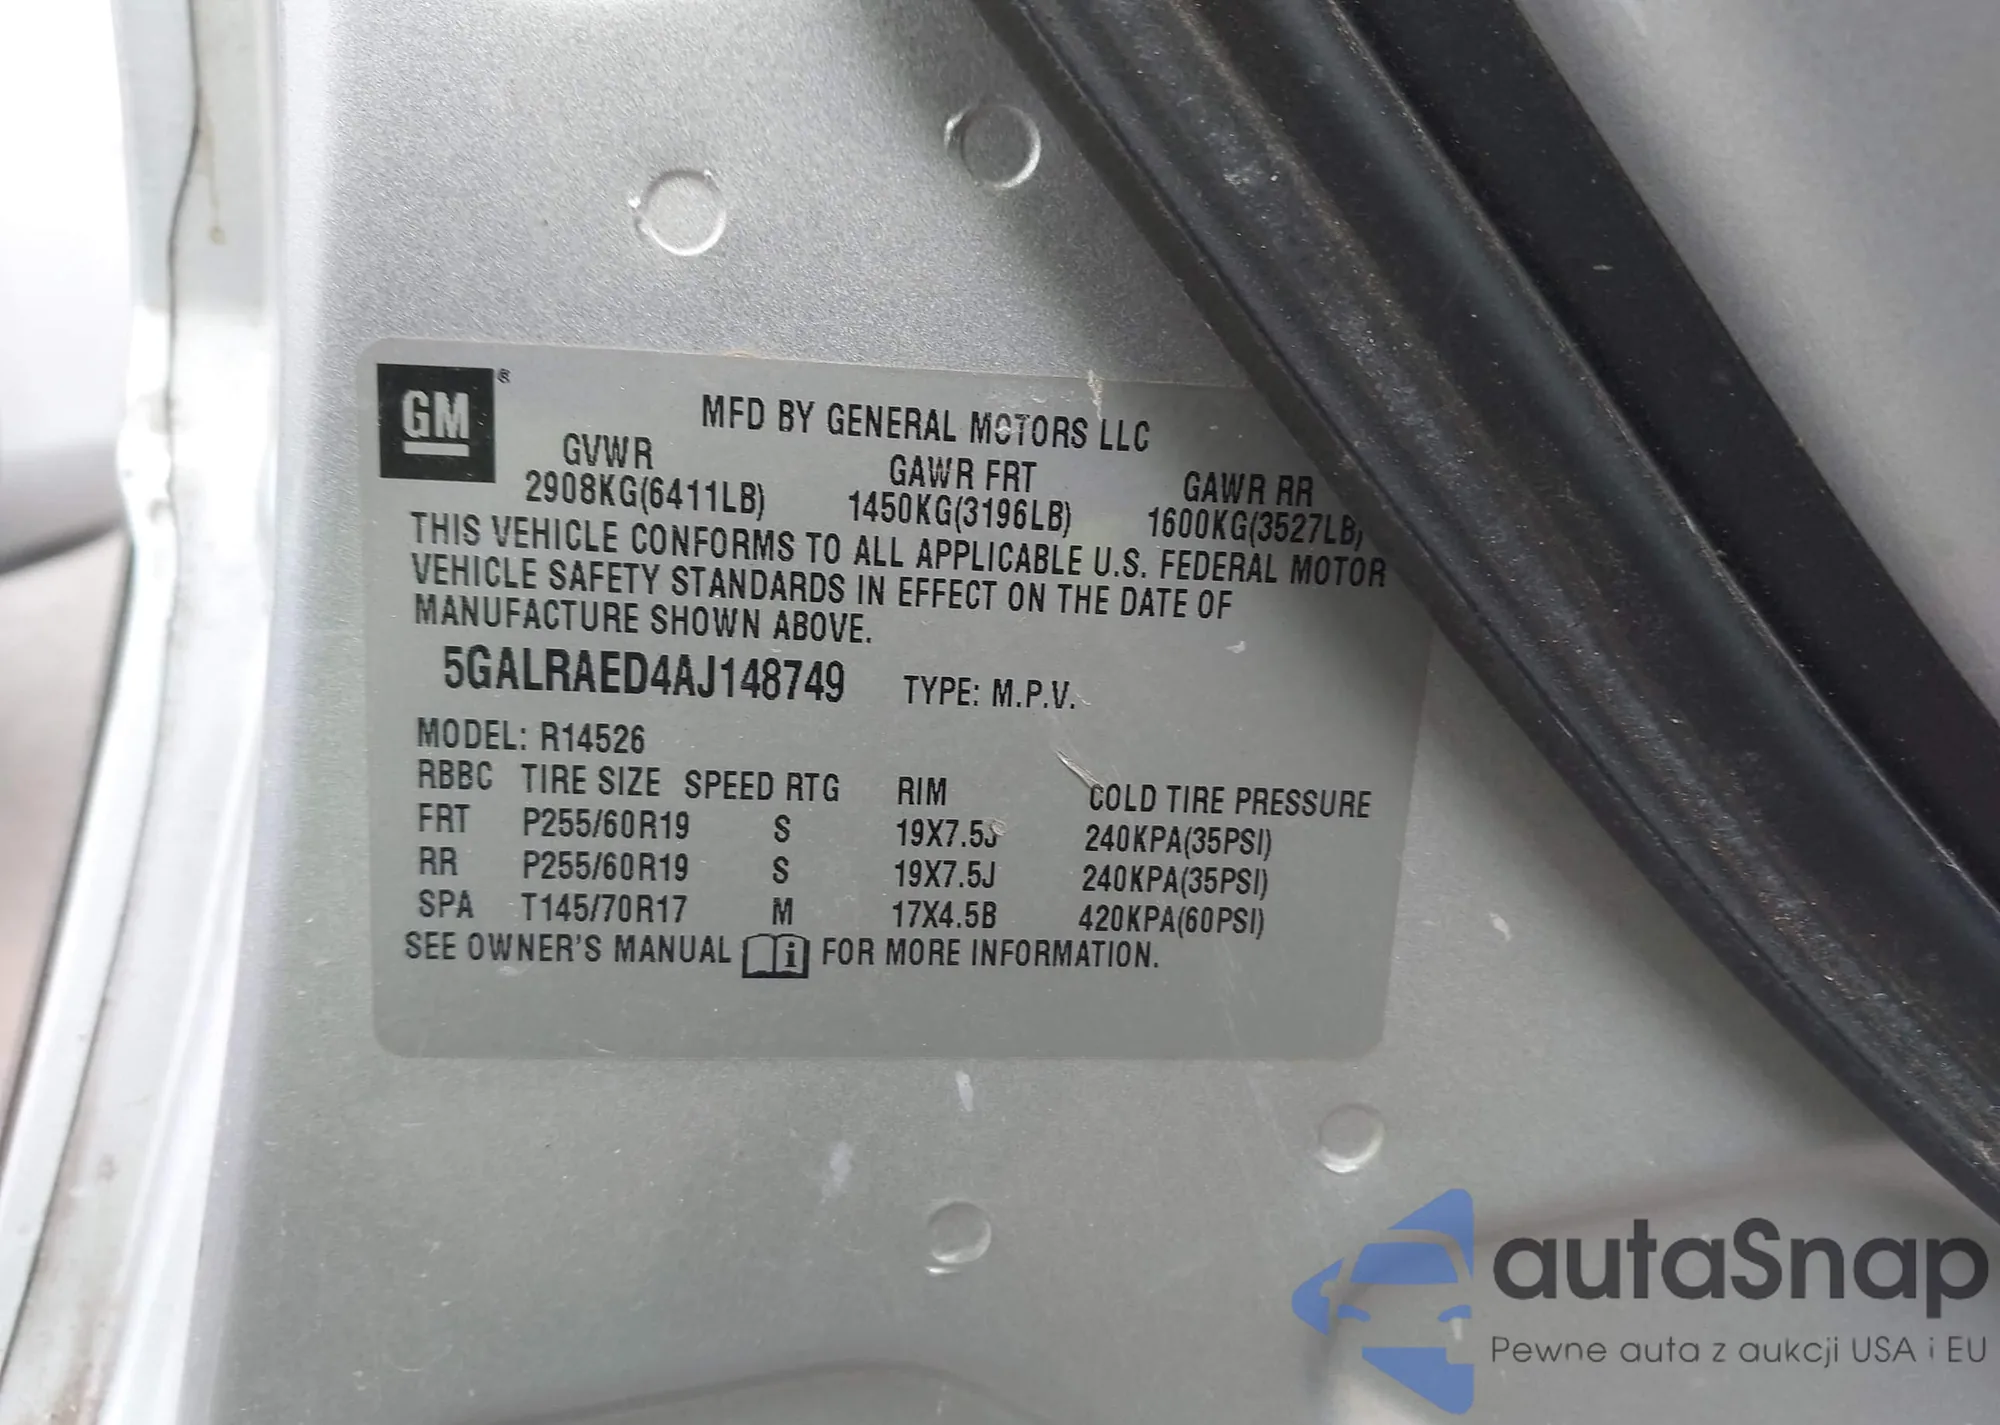 GM ®
MFD BY GENERAL MOTORS LLC
GVWR GAWR FRT GAWR RR
2908KG(6411LB) 1450KG(3196LB) 1600KG(3527LB)
THIS VEHICLE CONFORMS TO ALL APPLICABLE U.S. FEDERAL MOTOR
VEHICLE SAFETY STANDARDS IN EFFECT ON THE DATE OF
MANUFACTURE SHOWN ABOVE.
5GALRAED4AJ148749 TYPE: M.P.V.
MODEL: R14526
RBBC TIRE SIZE SPEED RTG RIM COLD TIRE PRESSURE
FRT P255/60R19 S 19X7.5J 240KPA(35PSI)
RR P255/60R19 S 19X7.5J 240KPA(35PSI)
SPA T145/70R17 M 17X4.5B 420KPA(60PSI)
SEE OWNER'S MANUAL i FOR MORE INFORMATION.
autaSnap
Pewne auta z aukcji USA i EU